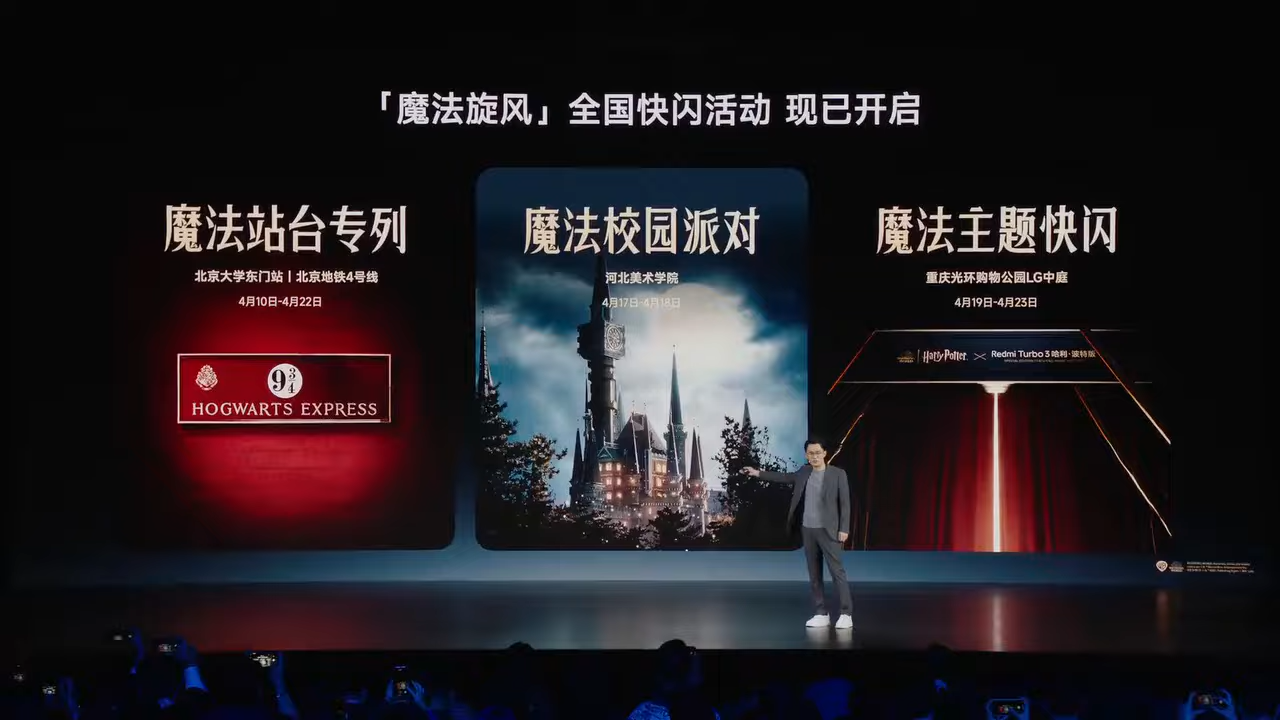 「魔法旋风」全国快闪活动 现已开启
魔法站台专列
北京大学东门站 | 北京地铁4号线
4月10日-4月22日
9 3/4
HOGWARTS EXPRESS
魔法校园派对
河北美术学院
4月17日-4月18日
魔法主题快闪
重庆光环购物公园LG中庭
4月19日-4月23日
Harry Potter × Redmi Turbo 3 哈利·波特版